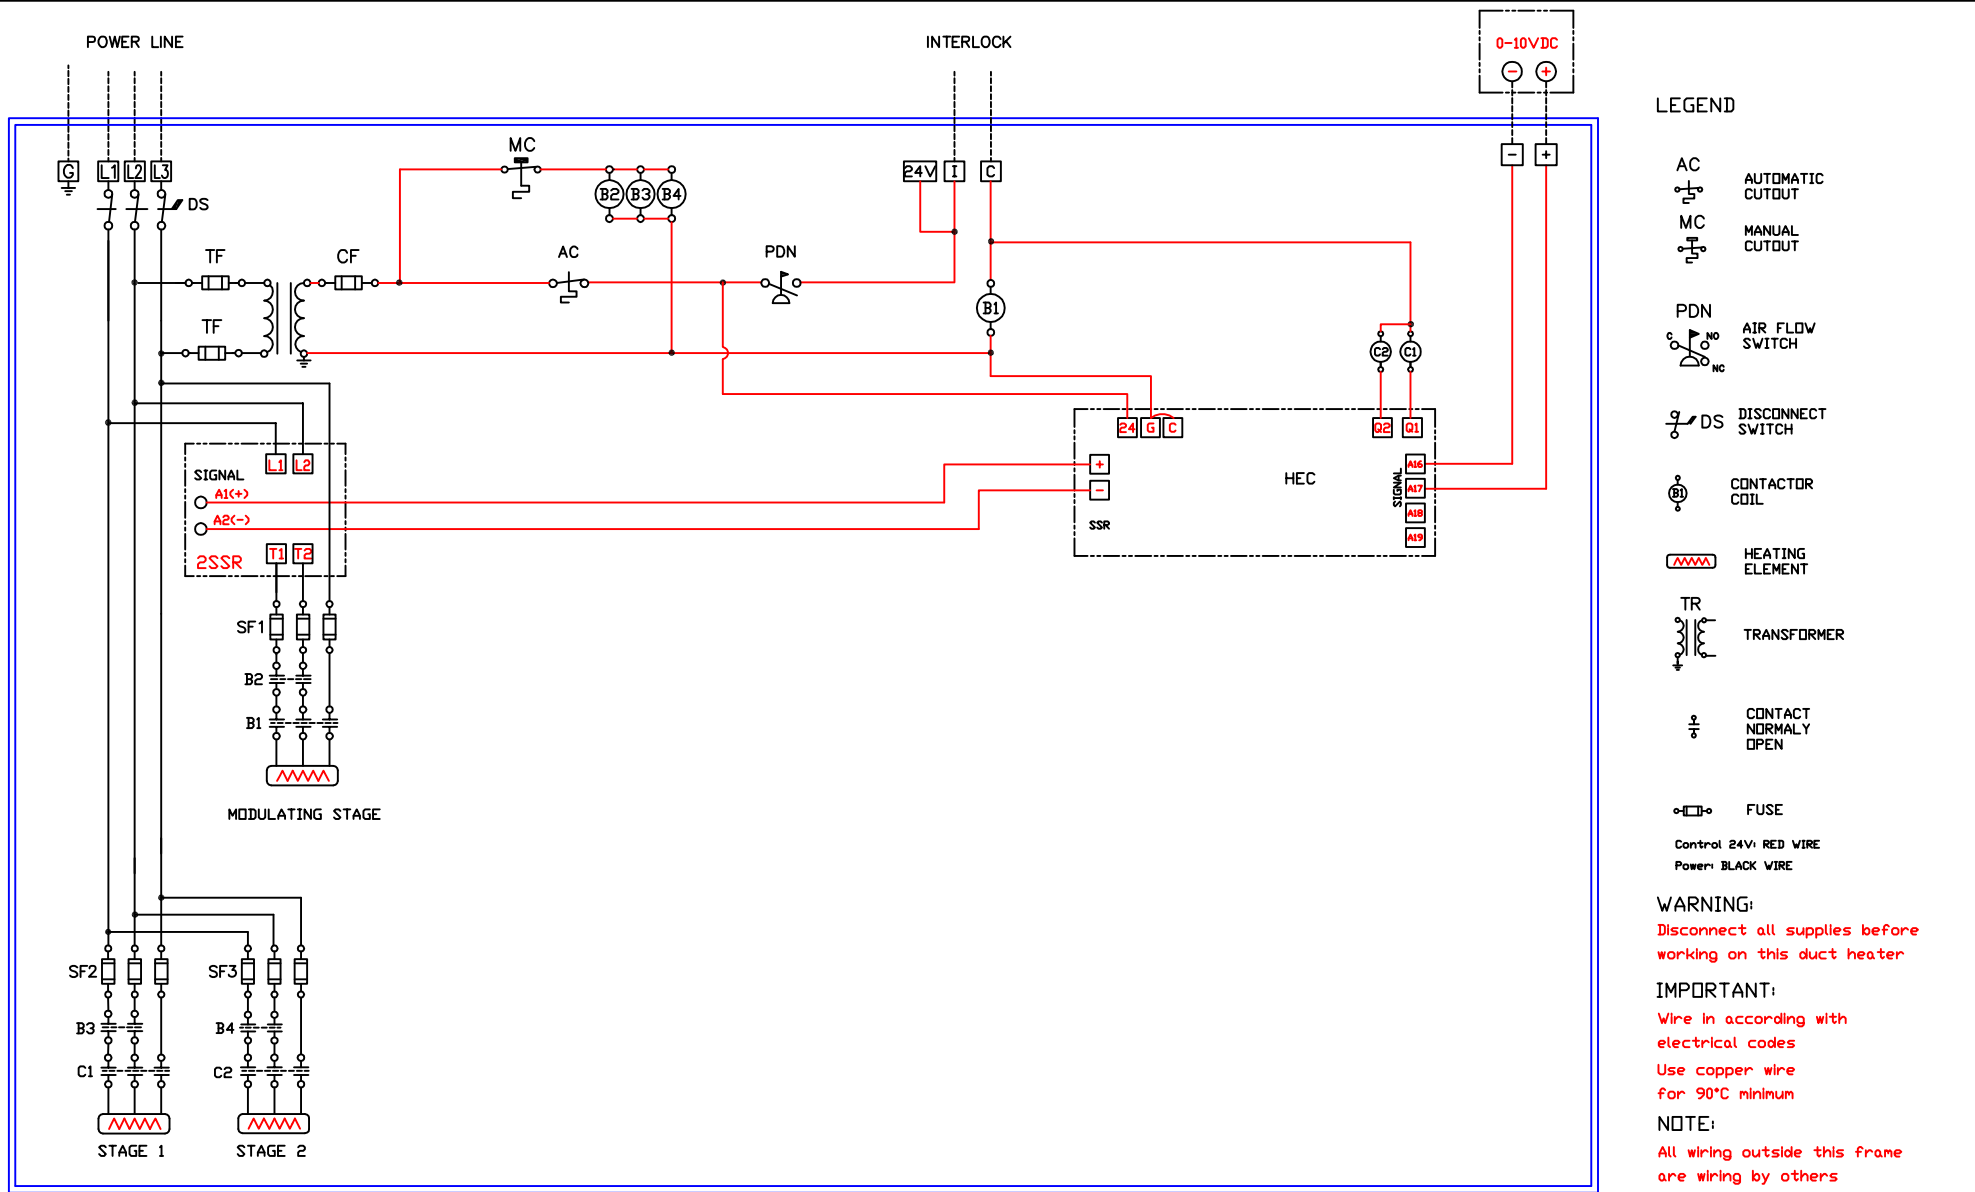 POWER LINE
INTERLOCK
0-10VDC
- +
LEGEND
G L1 L2 L3
DS
MC
B2 B3 B4
24V I C
- +
TF
CF
AC
PDN
TF
B1
C2 C1
24 G C
Q2 Q1
L1 L2
SIGNAL
A1(+)
A2(-)
T1 T2
2SSR
+
-
SSR
HEC
SIGNAL
A16
A17
A18
A19
SF1
B2
B1
MODULATING STAGE
SF2
SF3
B3
B4
C1
C2
STAGE 1
STAGE 2
AC
AUTOMATIC
CUTOUT
MC
MANUAL
CUTOUT
PDN
C NO
NC
AIR FLOW
SWITCH
DS
DISCONNECT
SWITCH
B1
CONTACTOR
COIL
HEATING
ELEMENT
TR
TRANSFORMER
CONTACT
NORMALY
OPEN
FUSE
Control 24V: RED WIRE
Power: BLACK WIRE
WARNING:
Disconnect all supplies before
working on this duct heater
IMPORTANT:
Wire in according with
electrical codes
Use copper wire
for 90°C minimum
NOTE:
All wiring outside this frame
are wiring by others